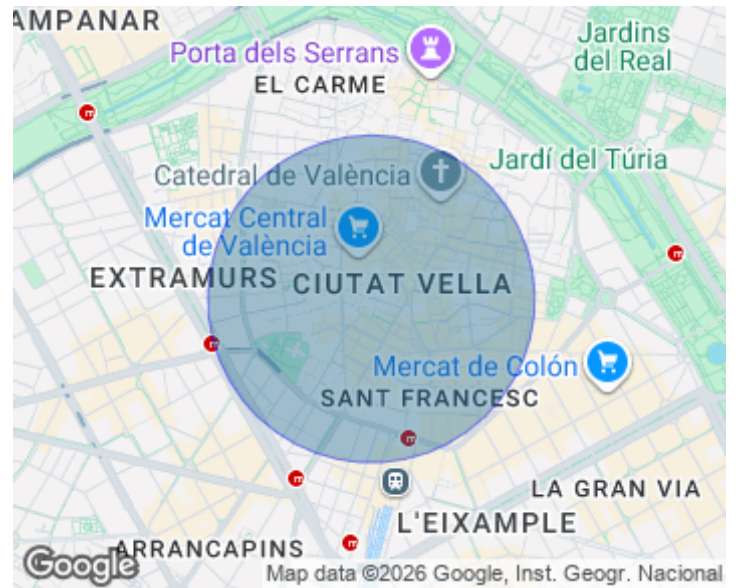 AMPANAR
Jardins
del Real
Porta dels Serrans
EL CARME
Catedral de València
Jardí del Túria
Mercat Central
de València
EXTRAMURS
CIUTAT VELLA
Mercat de Colón
SANT FRANCESC
LA GRAN VIA
L'EIXAMPLE
ARRANCAPINS
Google
Map data ©2026 Google, Inst. Geogr. Nacional